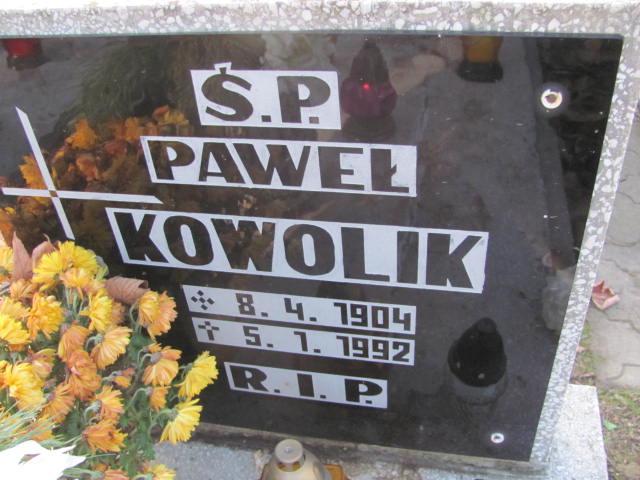 Ś.P.
PAWEŁ
KOWOLIK
8. 4. 1904
✝ 5. 1. 1992
R.I.P.